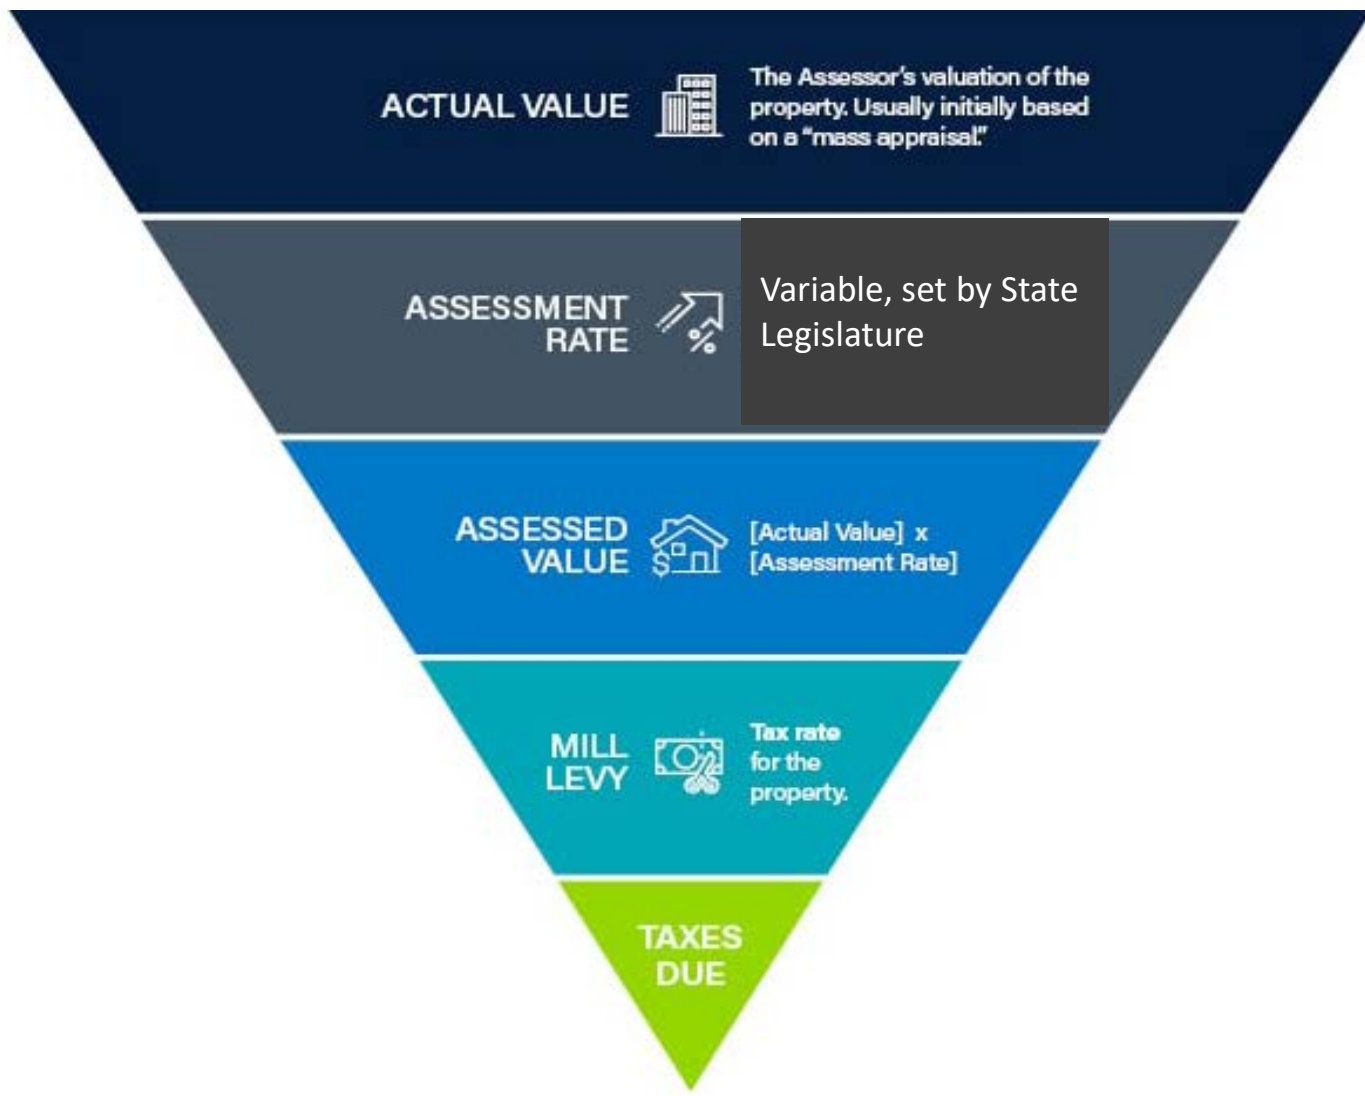 ACTUAL VALUE
The Assessor's valuation of the
property. Usually initially based
on a "mass appraisal."
ASSESSMENT
RATE
%
Variable, set by State
Legislature
ASSESSED
VALUE
$
[Actual Value] x
[Assessment Rate]
MILL
LEVY
Tax rate
for the
property.
TAXES
DUE